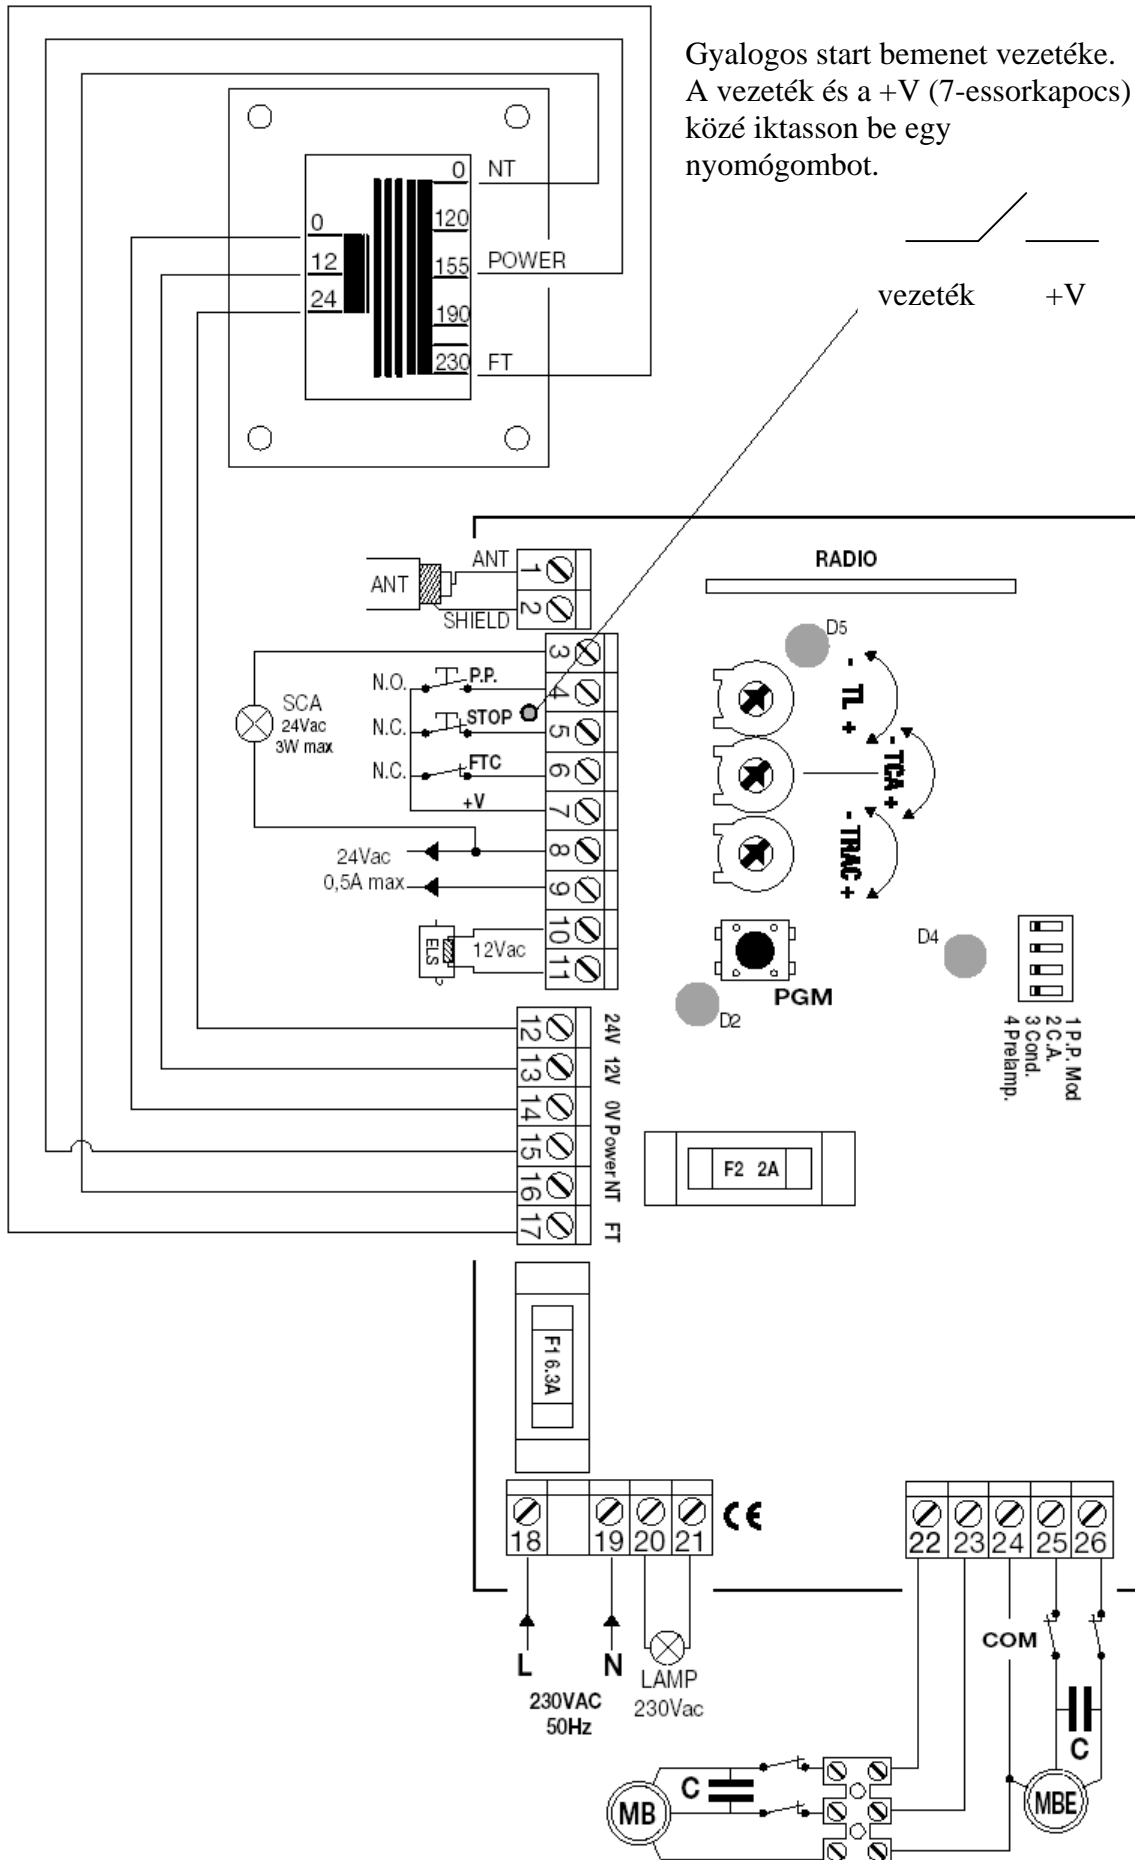 Gyalogos start bemenet vezetéke.
A vezeték és a +V (7-essorkapocs)
közé iktasson be egy
nyomógombot.
vezeték +V
0 NT
120
155 POWER
190
230 FT
0
12
24
ANT
ANT
SHIELD
1
2
RADIO
D5
- TL +
- TCA +
- TRAC +
SCA
24Vac
3W max
N.O. P.P.
N.C. STOP
N.C. FTC
+V
3
4
5
6
7
8
9
10
11
24Vac
0,5A max
ELS
12Vac
PGM
D2
D4
1 P.P. Mod
2 C.A.
3 Cond.
4 Prelamp.
12 24V
13 12V
14 0V
15 Power
16 NT
17 FT
F2 2A
F1 6.3A
18 19 20 21
CE
22 23 24 25 26
L N
230VAC
50Hz
LAMP
230Vac
COM
C
MBE
C
MB